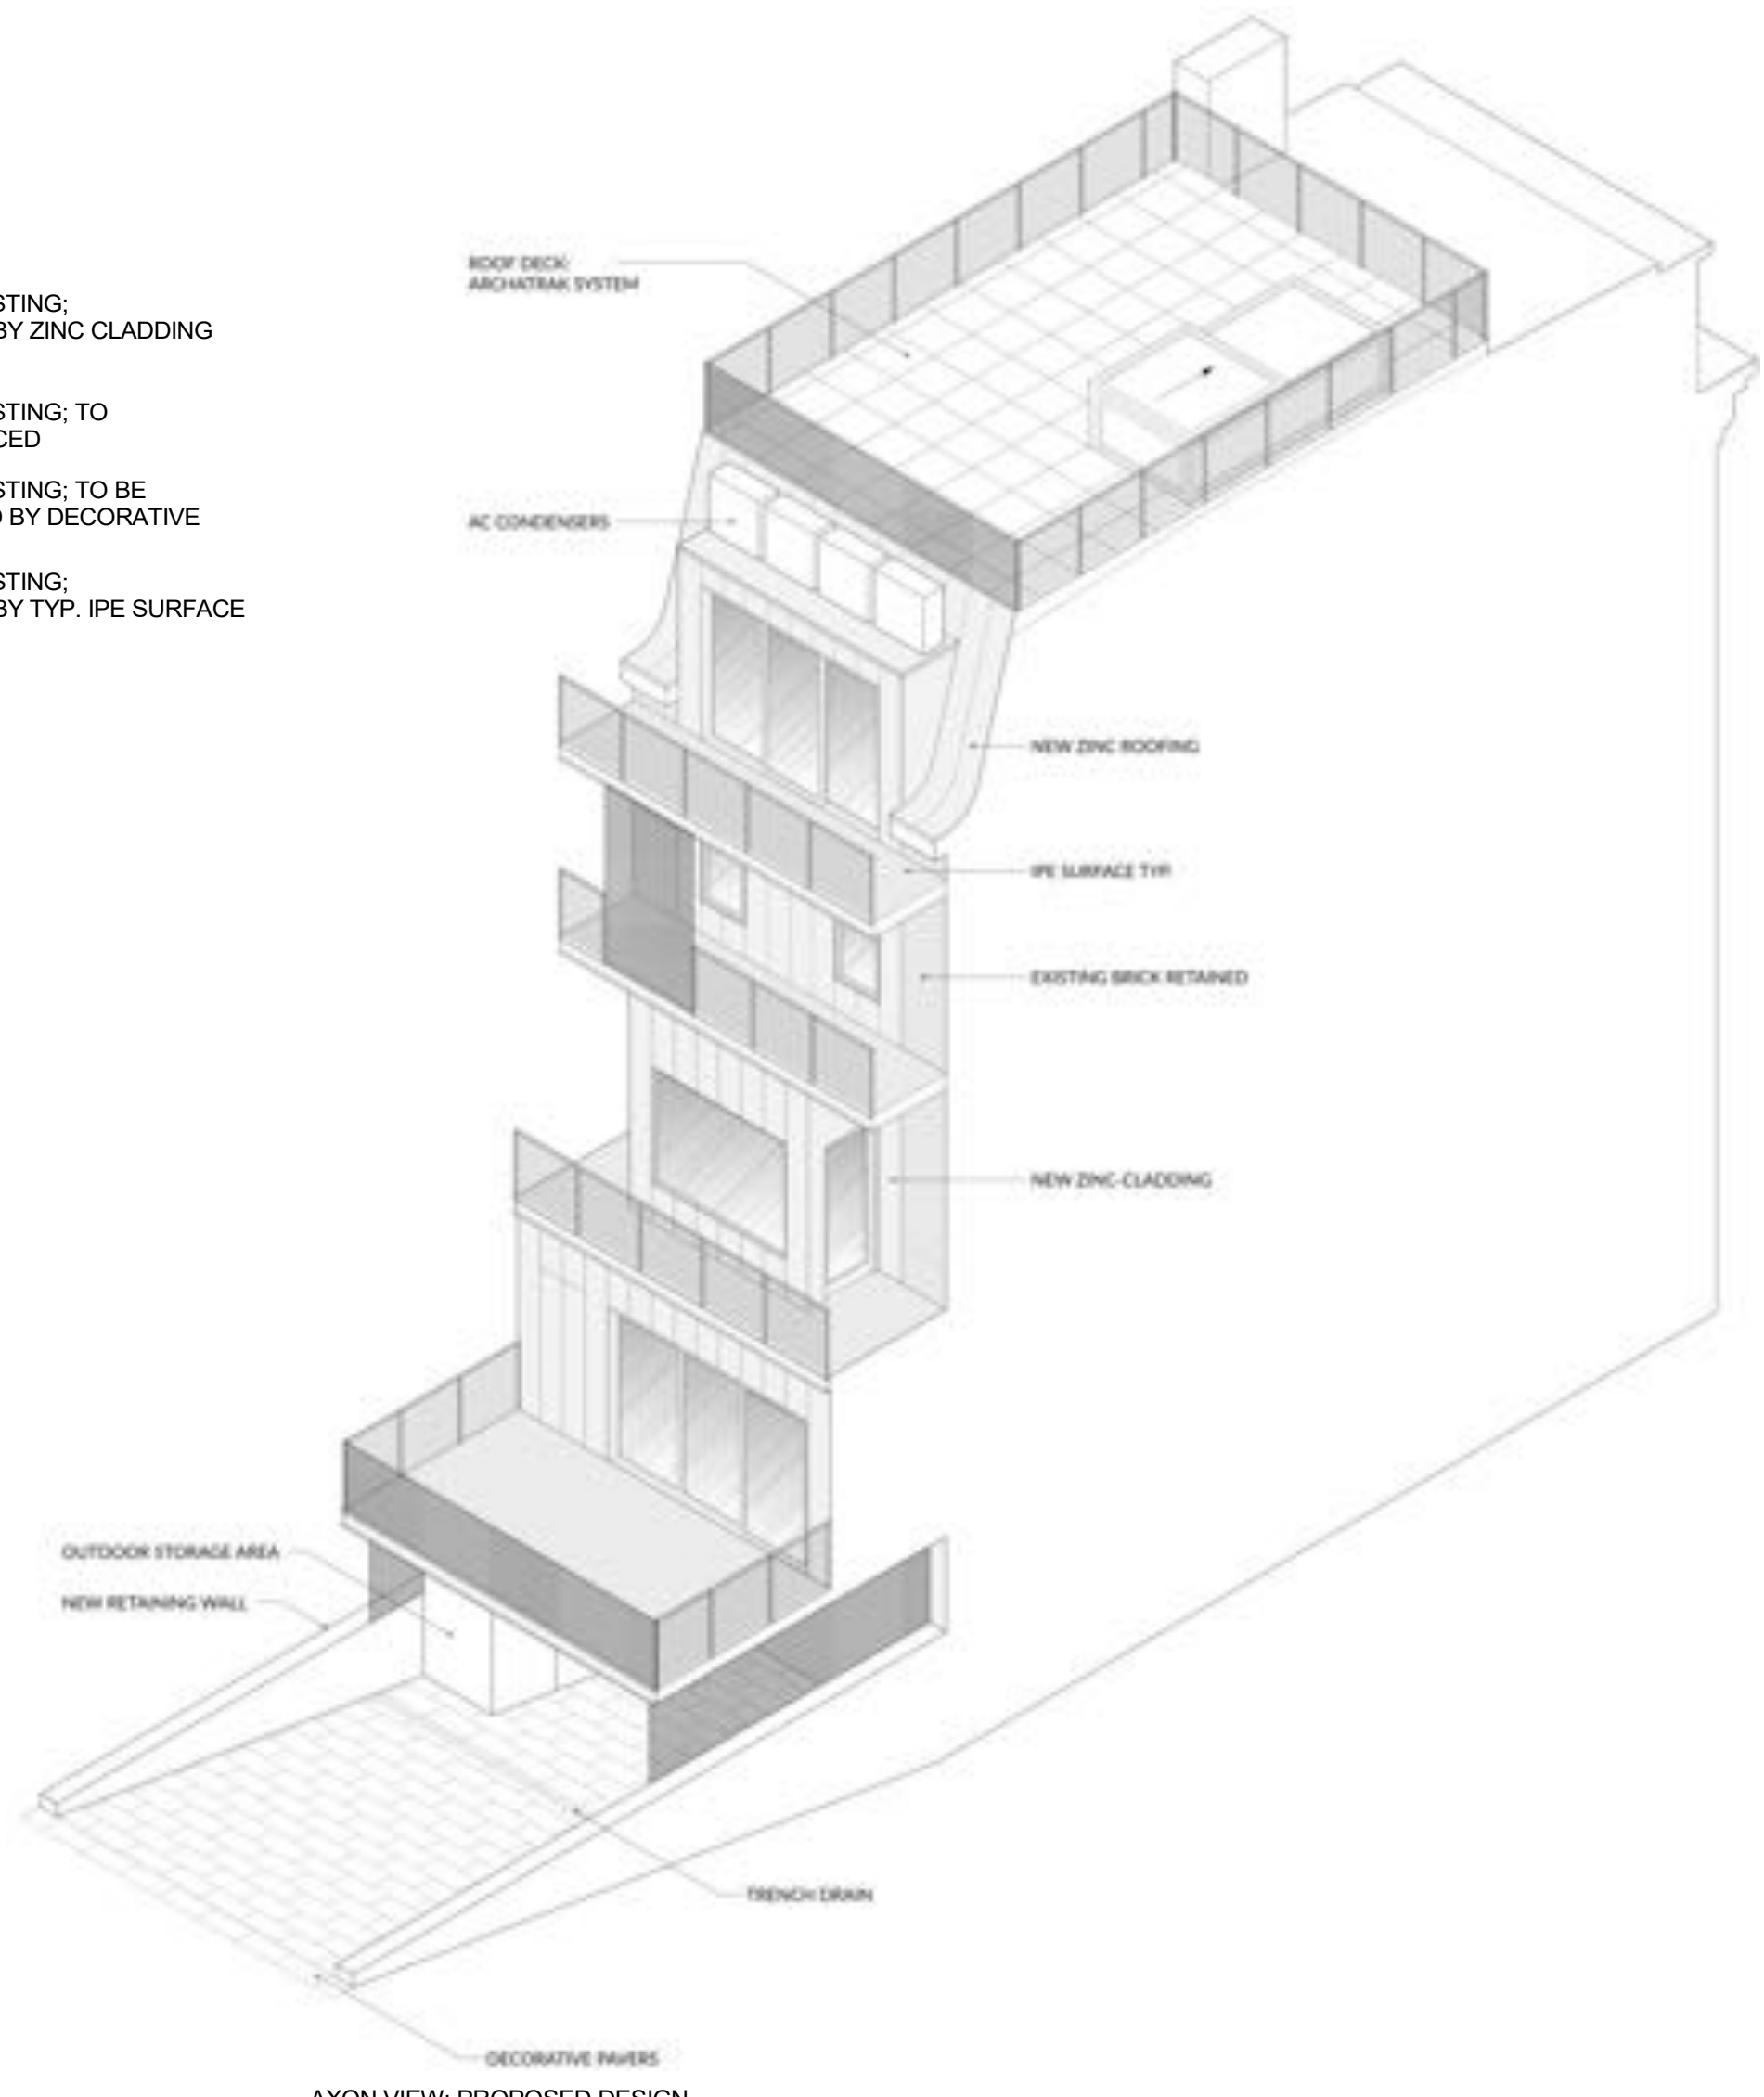 STING;
BY ZINC CLADDING
STING; TO
CED
STING; TO BE
D BY DECORATIVE
STING;
BY TYP. IPE SURFACE
ROOF DECK:
ARCHATRAK SYSTEM
AC CONDENSERS
NEW ZINC ROOFING
IPE SURFACE TYP.
EXISTING BRICK RETAINED
NEW ZINC-CLADDING
OUTDOOR STORAGE AREA
NEW RETAINING WALL
TRENCH DRAIN
DECORATIVE PAVERS
AXON VIEW: PROPOSED DESIGN